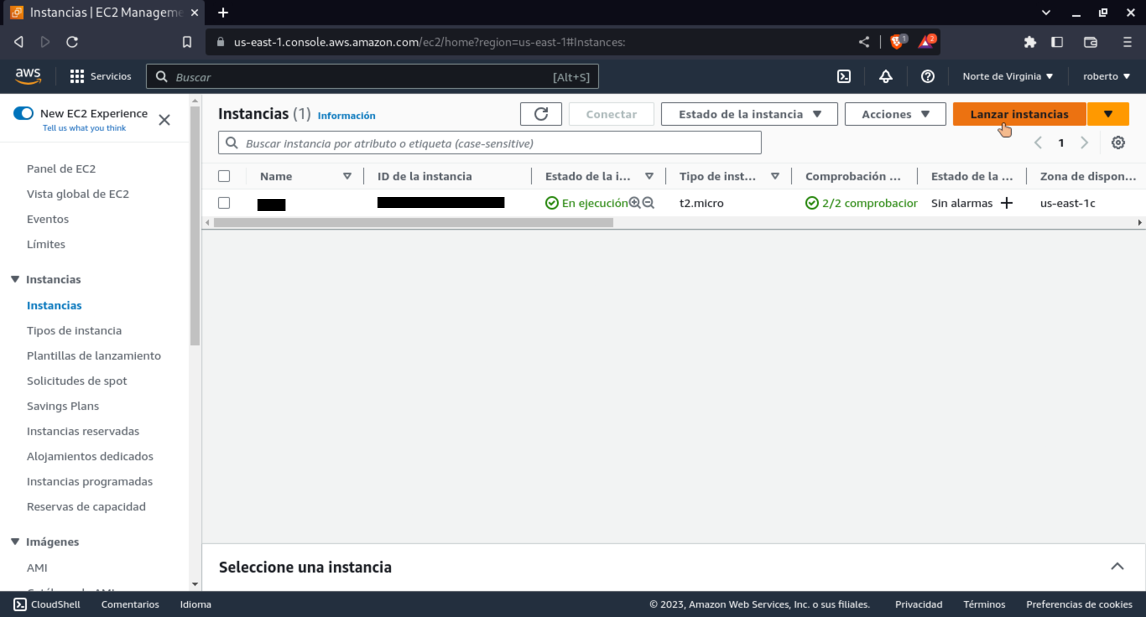 Instancias | EC2 Manageme
us-east-1.console.aws.amazon.com/ec2/home?region=us-east-1#Instances:
1
2
aws
Servicios
Buscar
[Alt+S]
Norte de Virginia
roberto
New EC2 Experience
Tell us what you think
Panel de EC2
Vista global de EC2
Eventos
Límites
Instancias
Instancias
Tipos de instancia
Plantillas de lanzamiento
Solicitudes de spot
Savings Plans
Instancias reservadas
Alojamientos dedicados
Instancias programadas
Reservas de capacidad
Imágenes
AMI
Instancias (1) Información
Conectar
Estado de la instancia
Acciones
Lanzar instancias
Buscar instancia por atributo o etiqueta (case-sensitive)
1
Name
ID de la instancia
Estado de la i...
Tipo de inst...
Comprobación ...
Estado de la ...
Zona de dispon...
En ejecución
t2.micro
2/2 comprobacior
Sin alarmas
us-east-1c
Seleccione una instancia
CloudShell
Comentarios
Idioma
© 2023, Amazon Web Services, Inc. o sus filiales.
Privacidad
Términos
Preferencias de cookies